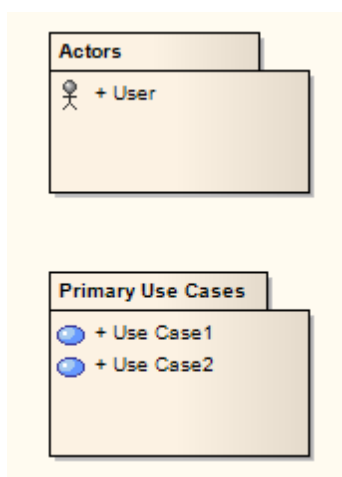 Actors
+ User
Primary Use Cases
+ Use Case1
+ Use Case2